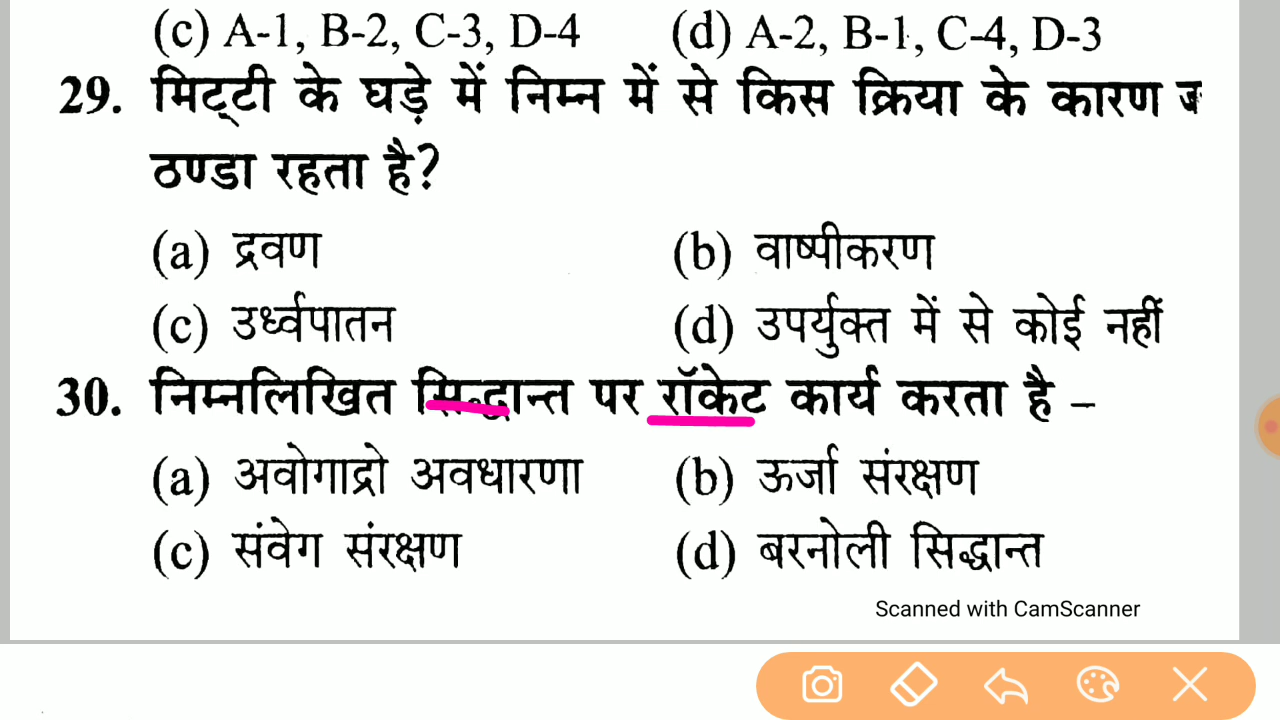 (c) A-1, B-2, C-3, D-4 (d) A-2, B-1, C-4, D-3
29. मिट्टी के घड़े में निम्न में से किस क्रिया के कारण
ठण्डा रहता है?
(a) द्रवण (b) वाष्पीकरण
(c) उर्ध्वपातन (d) उपर्युक्त में से कोई नहीं
30. निम्नलिखित सिद्धान्त पर रॉकेट कार्य करता है –
(a) अवोगाद्रो अवधारणा (b) ऊर्जा संरक्षण
(c) संवेग संरक्षण (d) बरनोली सिद्धान्त
Scanned with CamScanner